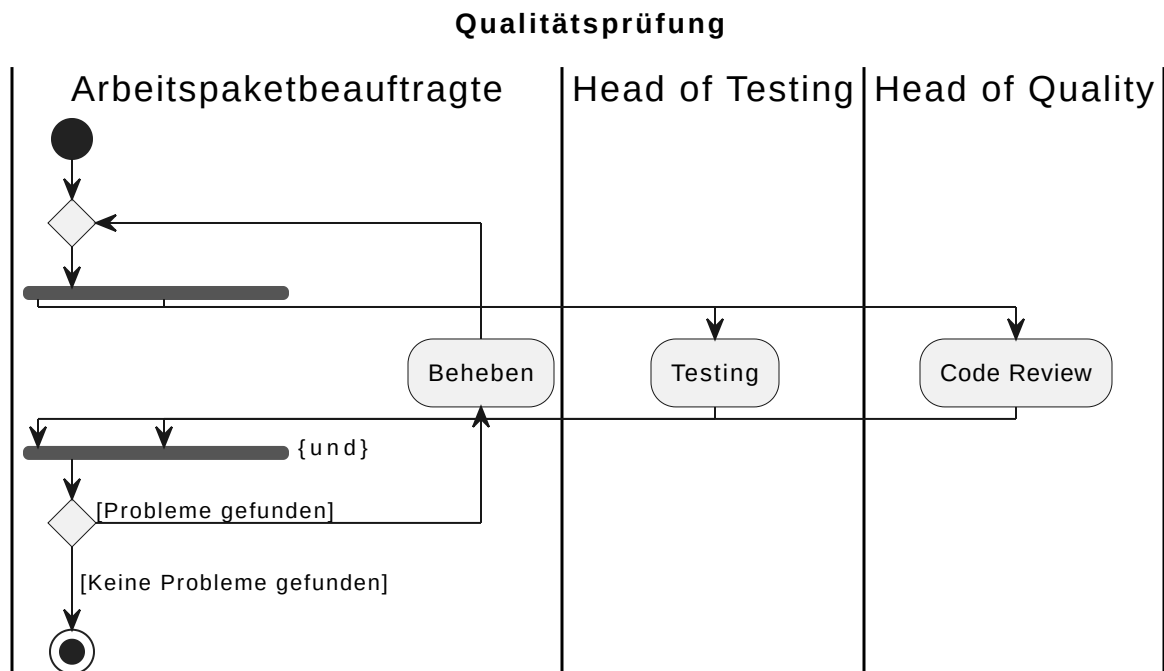 Qualitätsprüfung
Arbeitspaketbeauftragte
Head of Testing
Head of Quality
Beheben
Testing
Code Review
{und}
[Probleme gefunden]
[Keine Probleme gefunden]